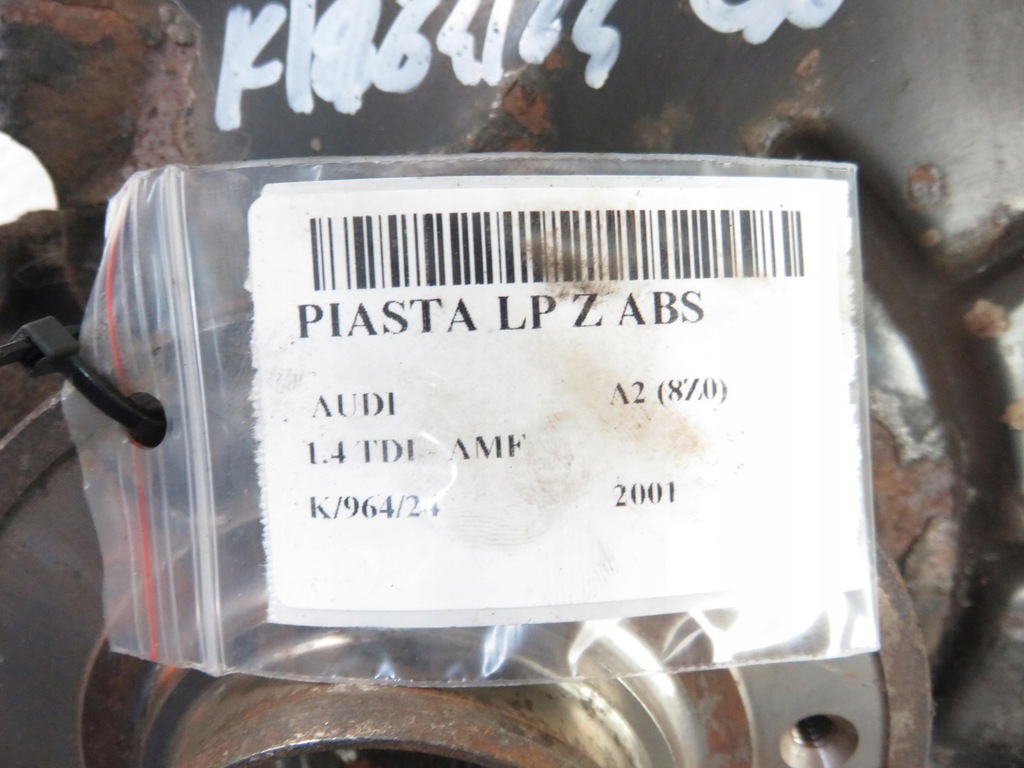 PIASTA LP Z ABS
AUDI A2 (8Z0)
1.4 TDI - AMF
K/964/24 2001